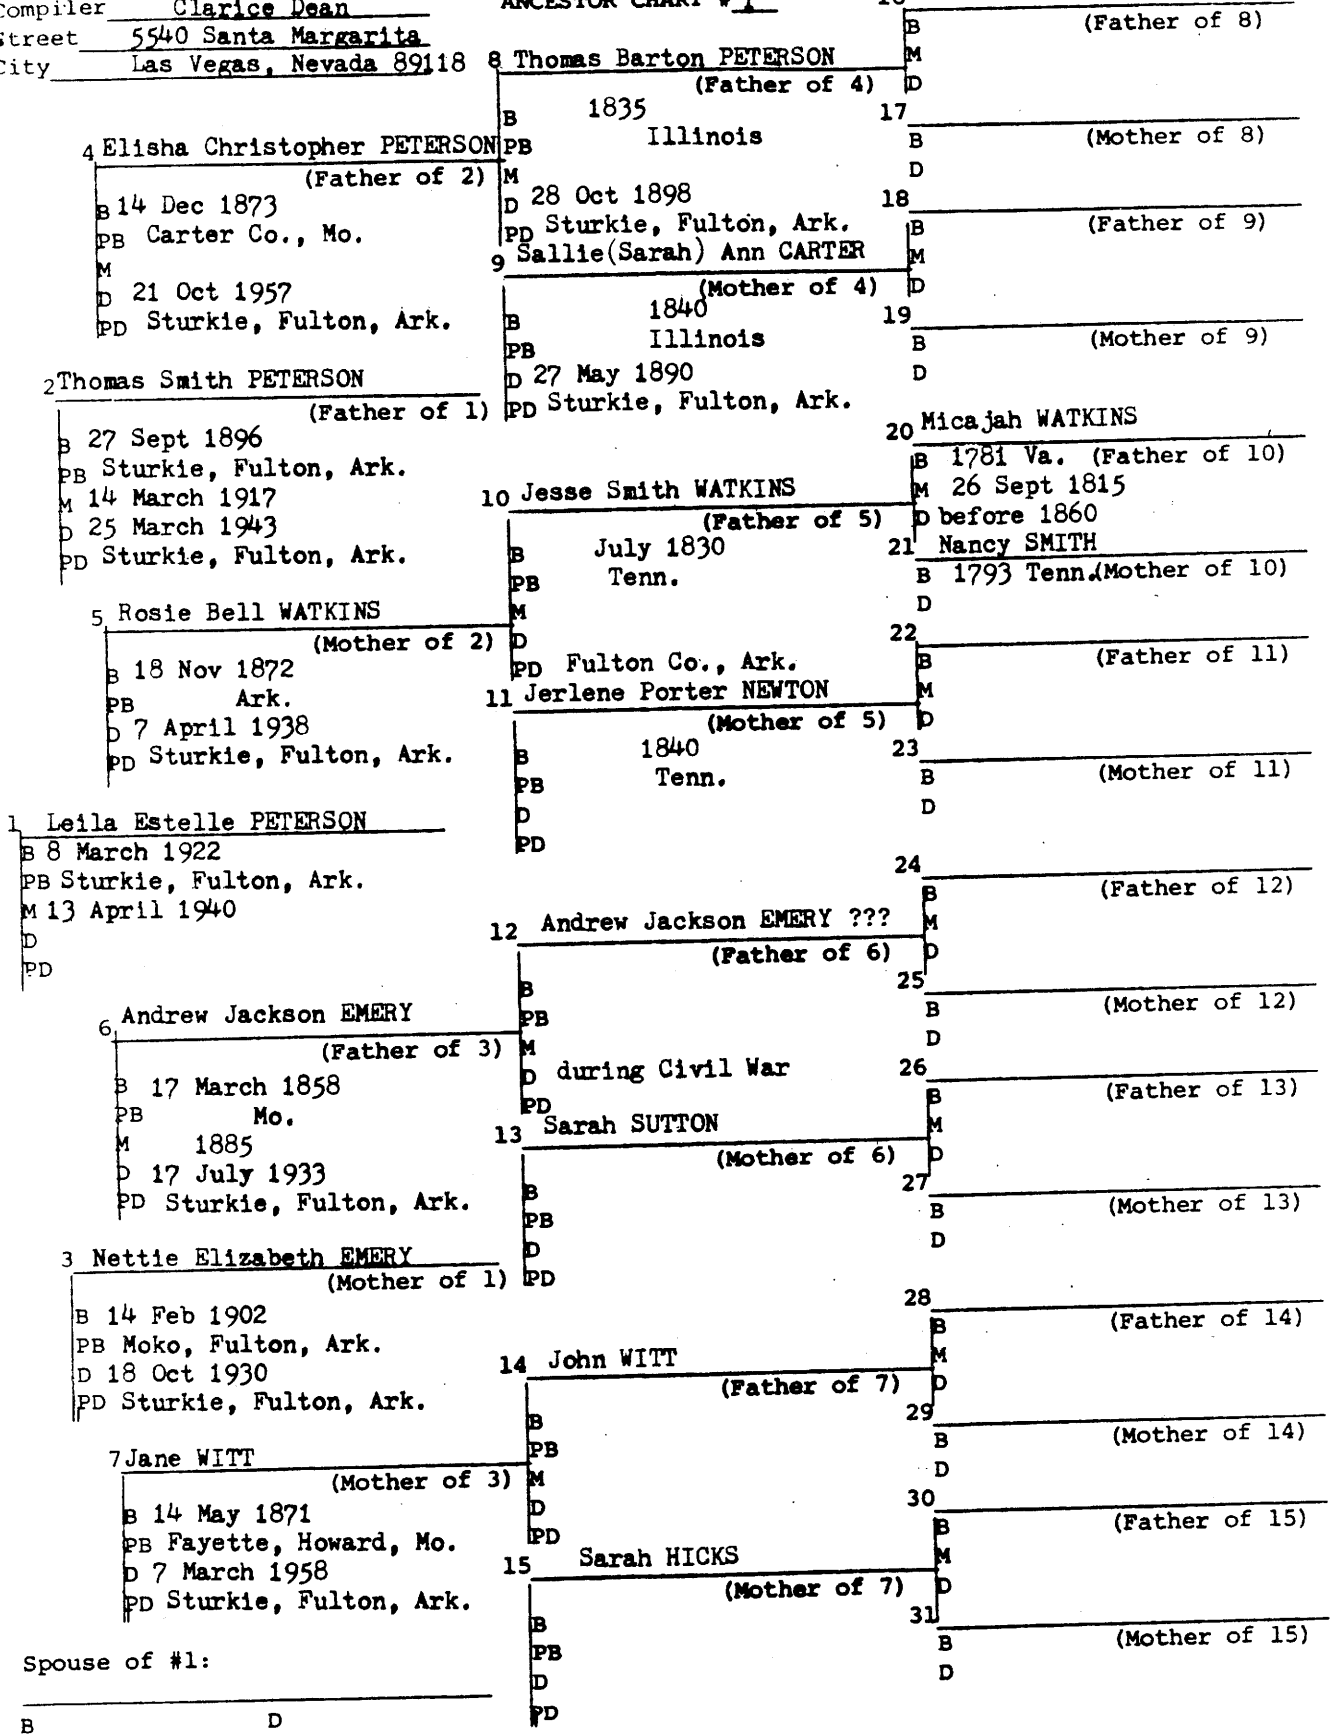 Compiler Clarice Dean
Street 5540 Santa Margarita
City Las Vegas, Nevada 89118
ANCESTOR CHART # 1
4 Elisha Christopher PETERSON
(Father of 2)
B 14 Dec 1873
PB Carter Co., Mo.
M
D 21 Oct 1957
PD Sturkie, Fulton, Ark.
2 Thomas Smith PETERSON
(Father of 1)
B 27 Sept 1896
PB Sturkie, Fulton, Ark.
M 14 March 1917
D 25 March 1943
PD Sturkie, Fulton, Ark.
5 Rosie Bell WATKINS
(Mother of 2)
B 18 Nov 1872
PB Ark.
D 7 April 1938
PD Sturkie, Fulton, Ark.
1 Leila Estelle PETERSON
B 8 March 1922
PB Sturkie, Fulton, Ark.
M 13 April 1940
D
PD
6 Andrew Jackson EMERY
(Father of 3)
B 17 March 1858
PB Mo.
M 1885
D 17 July 1933
PD Sturkie, Fulton, Ark.
3 Nettie Elizabeth EMERY
(Mother of 1)
B 14 Feb 1902
PB Moko, Fulton, Ark.
D 18 Oct 1930
PD Sturkie, Fulton, Ark.
7 Jane WITT
(Mother of 3)
B 14 May 1871
PB Fayette, Howard, Mo.
D 7 March 1958
PD Sturkie, Fulton, Ark.
Spouse of #1:
B D
8 Thomas Barton PETERSON
(Father of 4)
B 1835
PB Illinois
M
D 28 Oct 1898
PD Sturkie, Fulton, Ark.
9 Sallie(Sarah) Ann CARTER
(Mother of 4)
B 1840
PB Illinois
D 27 May 1890
PD Sturkie, Fulton, Ark.
10 Jesse Smith WATKINS
(Father of 5)
B July 1830
PB Tenn.
M
D
PD Fulton Co., Ark.
11 Jerlene Porter NEWTON
(Mother of 5)
B 1840
PB Tenn.
D
PD
12 Andrew Jackson EMERY ???
(Father of 6)
B
PB
M
D during Civil War
PD
13 Sarah SUTTON
(Mother of 6)
B
PB
D
PD
14 John WITT
(Father of 7)
B
PB
M
D
PD
15 Sarah HICKS
(Mother of 7)
B
PB
D
PD
B (Father of 8)
M
D
17
B (Mother of 8)
D
18
B (Father of 9)
M
D
19
B (Mother of 9)
D
20 Micajah WATKINS
B 1781 Va. (Father of 10)
M 26 Sept 1815
D before 1860
21 Nancy SMITH
B 1793 Tenn. (Mother of 10)
D
22
B (Father of 11)
M
D
23
B (Mother of 11)
D
24
B (Father of 12)
M
D
25
B (Mother of 12)
D
26
B (Father of 13)
M
D
27
B (Mother of 13)
D
28
B (Father of 14)
M
D
29
B (Mother of 14)
D
30
B (Father of 15)
M
D
31
B (Mother of 15)
D